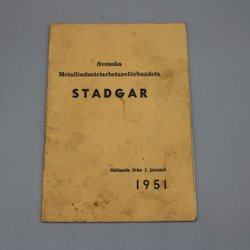 Svenska
Metallindustriarbetareförbundets
STADGAR
Gällande från 1 januari
1951